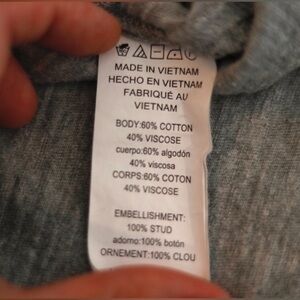 MADE IN VIETNAM
HECHO EN VIETNAM
FABRIQUÉ AU
VIETNAM
BODY:60% COTTON
40% VISCOSE
cuerpo:60% algodón
40% viscosa
CORPS:60% COTON
40% VISCOSE
EMBELLISHMENT:
100% STUD
adorno:100% botón
ORNEMENT:100% CLOU